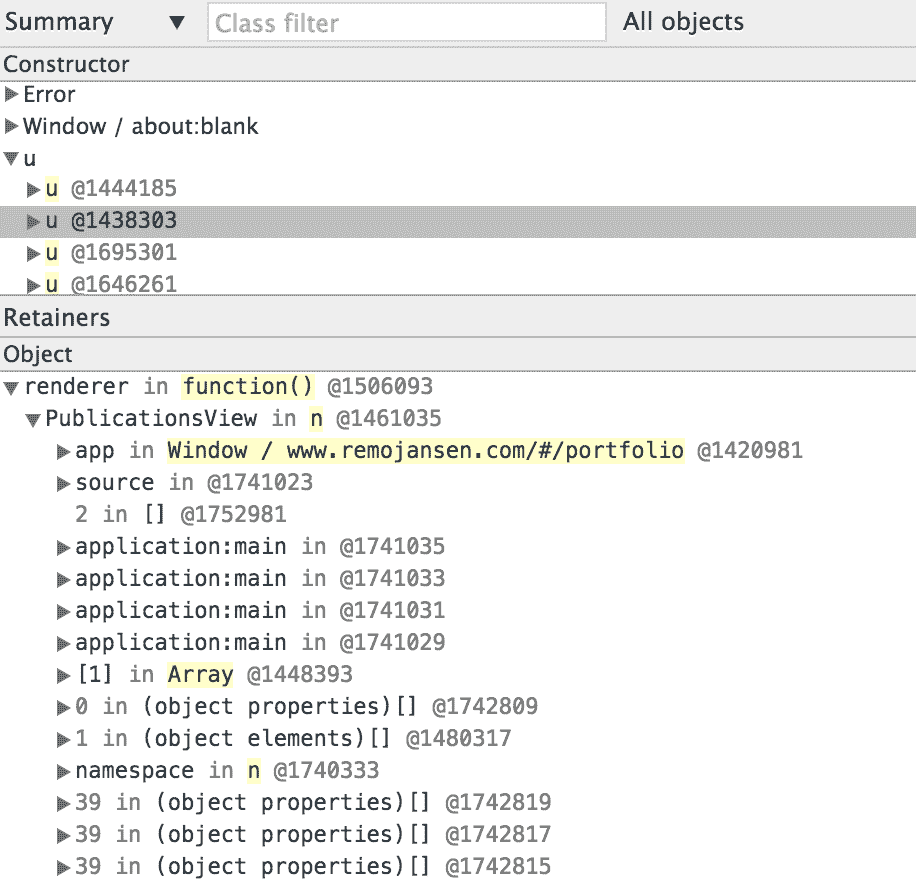 Summary ▼ Class filter All objects
Constructor
▶Error
▶Window / about:blank
▼u
▶u @1444185
▶u @1438303
▶u @1695301
▶u @1646261
Retainers
Object
▼renderer in function() @1506093
▼PublicationsView in n @1461035
▶app in Window / www.remojansen.com/#/portfolio @1420981
▶source in @1741023
2 in [] @1752981
▶application:main in @1741035
▶application:main in @1741033
▶application:main in @1741031
▶application:main in @1741029
▶[1] in Array @1448393
▶0 in (object properties)[] @1742809
▶1 in (object elements)[] @1480317
▶namespace in n @1740333
▶39 in (object properties)[] @1742819
▶39 in (object properties)[] @1742817
▶39 in (object properties)[] @1742815